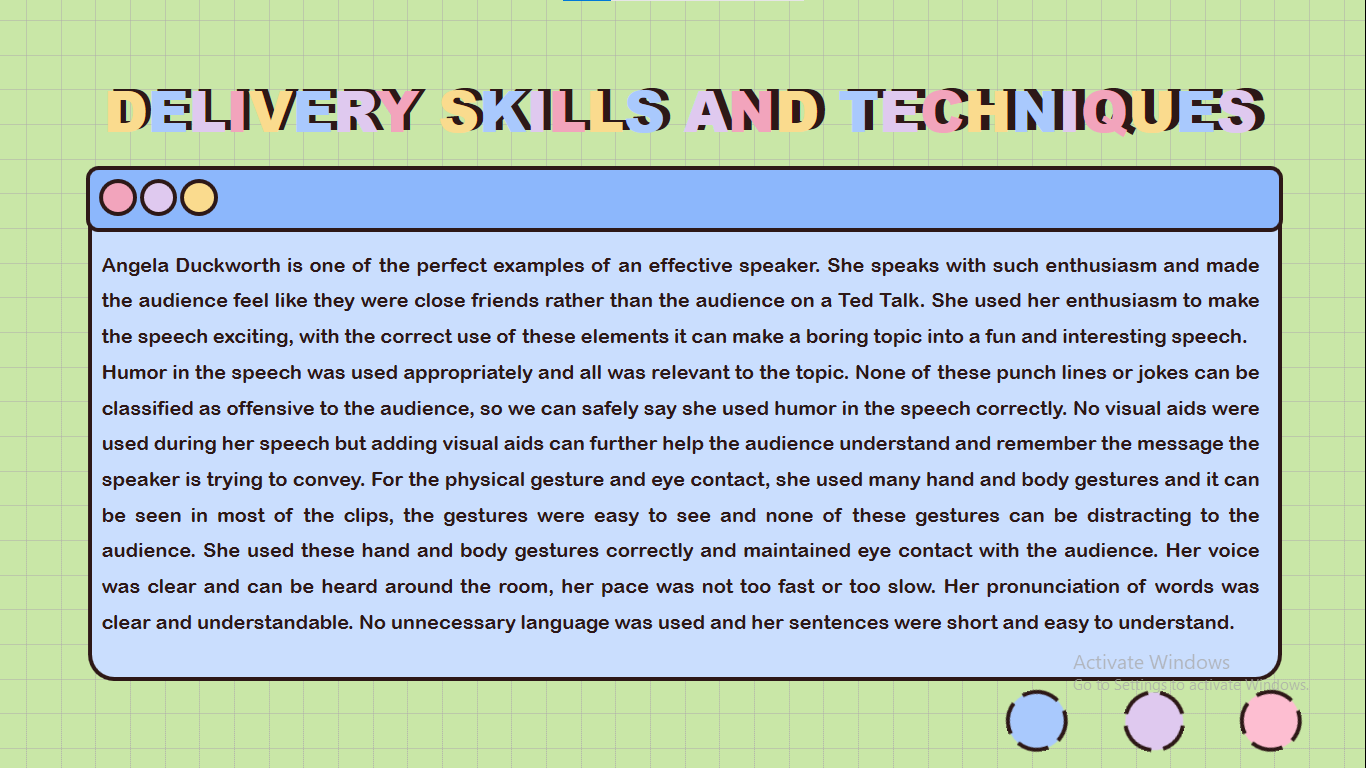 DELIVERY SKILLS AND TECHNIQUES
Angela Duckworth is one of the perfect examples of an effective speaker. She speaks with such enthusiasm and made
the audience feel like they were close friends rather than the audience on a Ted Talk. She used her enthusiasm to make
the speech exciting, with the correct use of these elements it can make a boring topic into a fun and interesting speech.
Humor in the speech was used appropriately and all was relevant to the topic. None of these punch lines or jokes can be
classified as offensive to the audience, so we can safely say she used humor in the speech correctly. No visual aids were
used during her speech but adding visual aids can further help the audience understand and remember the message the
speaker is trying to convey. For the physical gesture and eye contact, she used many hand and body gestures and it can
be seen in most of the clips, the gestures were easy to see and none of these gestures can be distracting to the
audience. She used these hand and body gestures correctly and maintained eye contact with the audience. Her voice
was clear and can be heard around the room, her pace was not too fast or too slow. Her pronunciation of words was
clear and understandable. No unnecessary language was used and her sentences were short and easy to understand.
Activate Windows
Go to Settings to activate Windows.